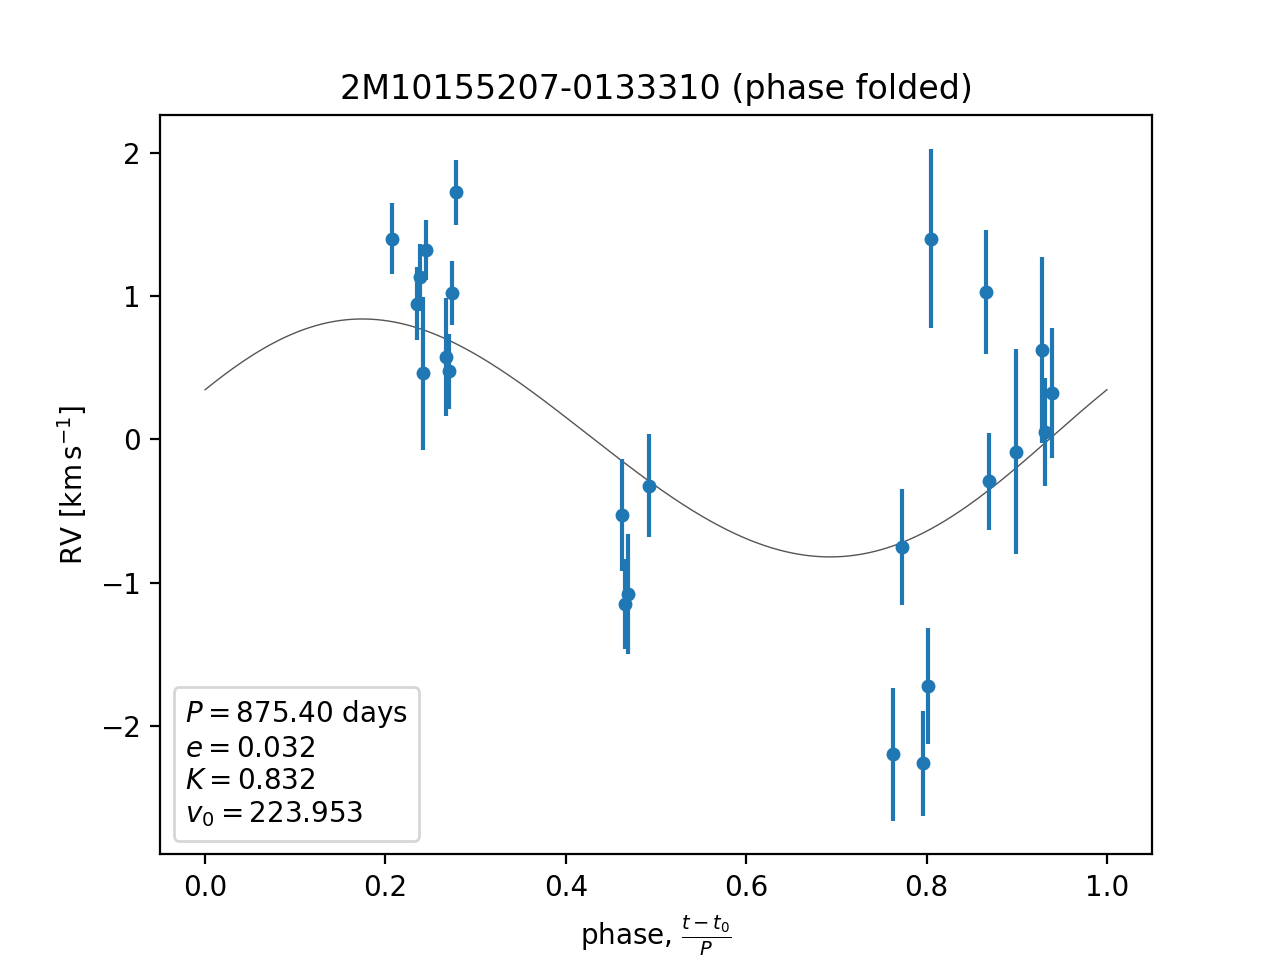 2M10155207-0133310 (phase folded)
2
1
0
−1
−2
RV [km s⁻¹]
P = 875.40 days
e = 0.032
K = 0.832
v₀ = 223.953
0.0 0.2 0.4 0.6 0.8 1.0
phase, (t − t₀)/P